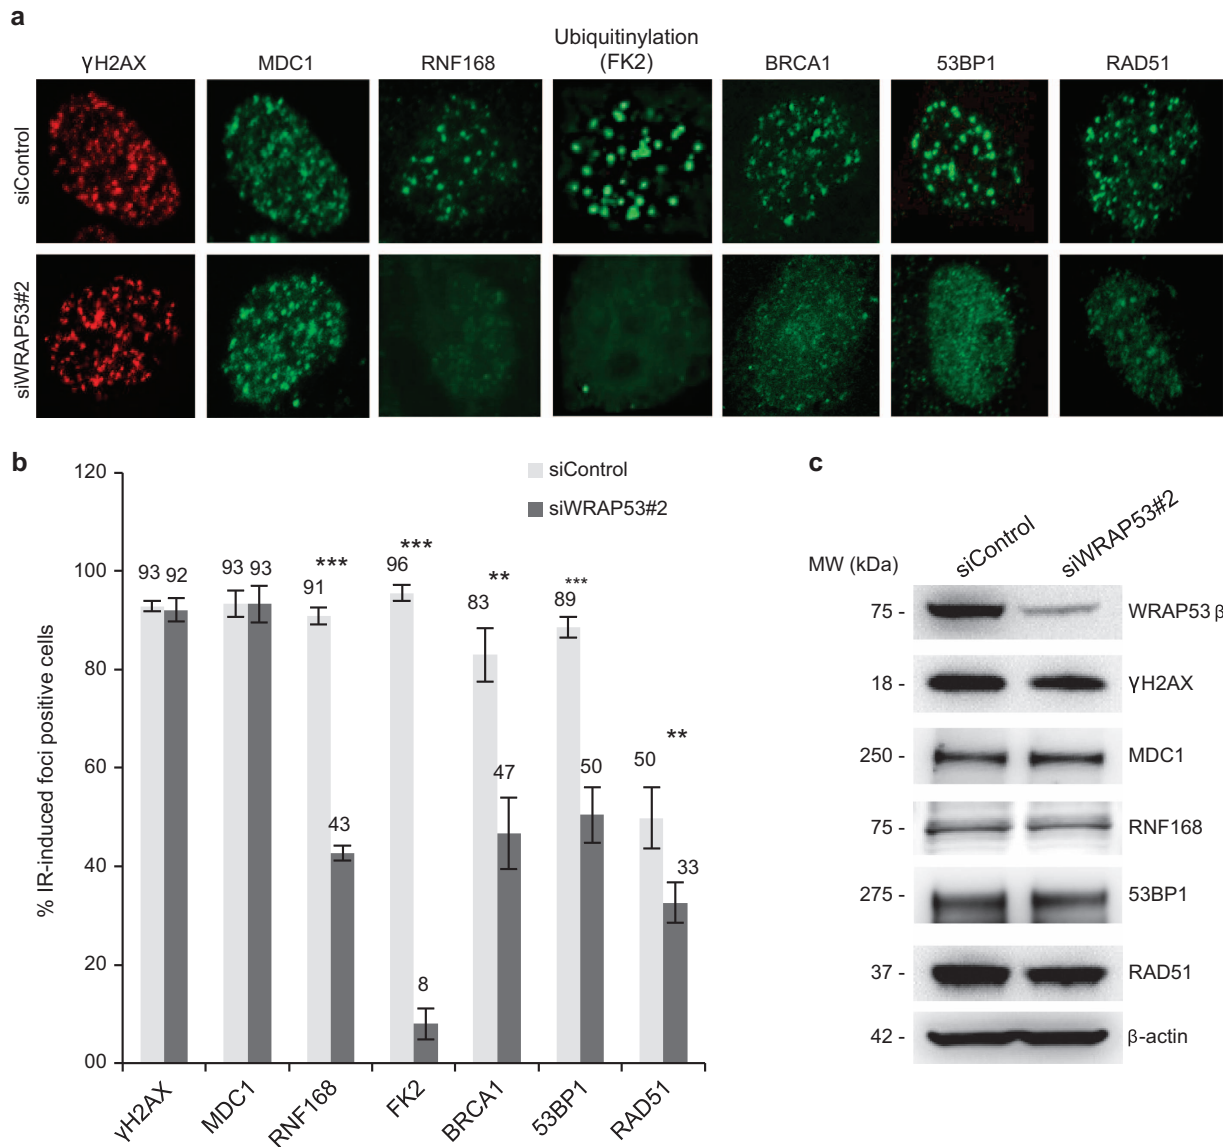 a
γH2AX MDC1 RNF168 Ubiquitinylation (FK2) BRCA1 53BP1 RAD51
siControl
siWRAP53#2
b
% IR-induced foci positive cells
120
100
80
60
40
20
00
siControl
siWRAP53#2
93 92
93 93
91 *** 43
96 *** 8
83 ** 47
89 *** 50
50 ** 33
γH2AX MDC1 RNF168 FK2 BRCA1 53BP1 RAD51
c
MW (kDa) siControl siWRAP53#2
75 - WRAP53 β
18 - γH2AX
250 - MDC1
75 - RNF168
275 - 53BP1
37 - RAD51
42 - β-actin